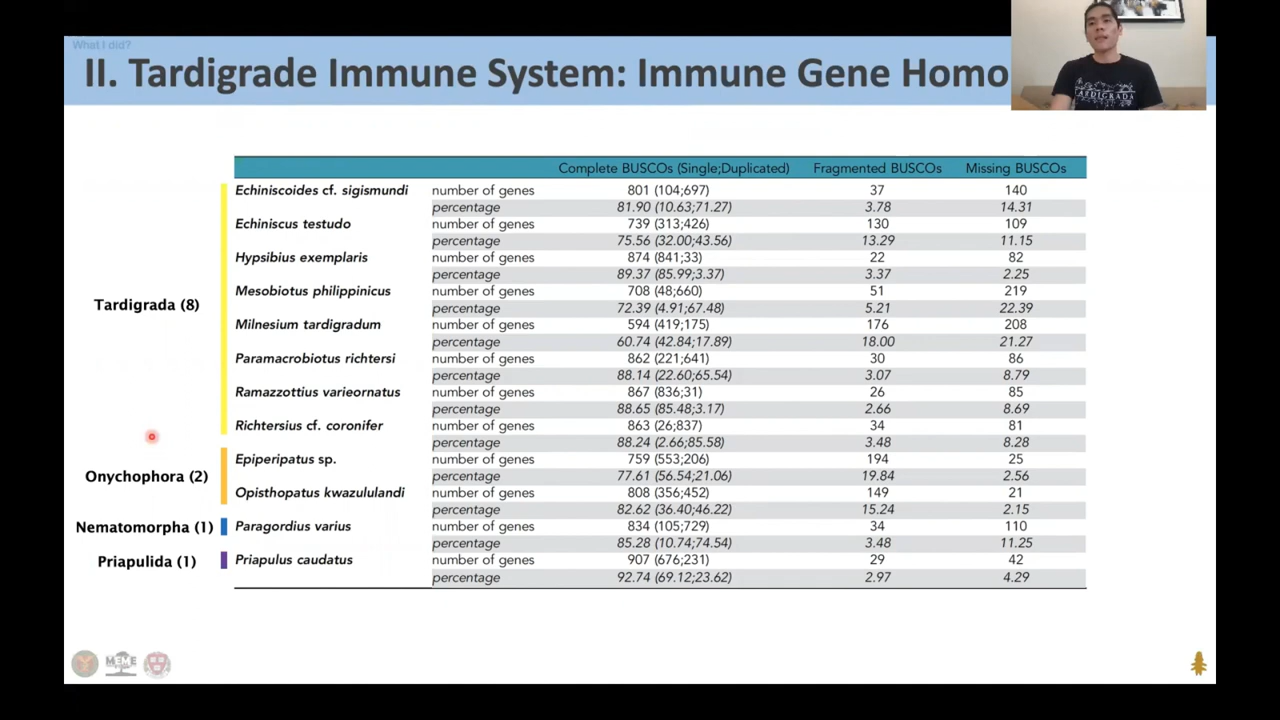 What I did?
II. Tardigrade Immune System: Immune Gene Homo
TARDIGRADA
Complete BUSCOs (Single;Duplicated) Fragmented BUSCOs Missing BUSCOs
Tardigrada (8)
Echiniscoides cf. sigismundi number of genes 801 (104;697) 37 140
percentage 81.90 (10.63;71.27) 3.78 14.31
Echiniscus testudo number of genes 739 (313;426) 130 109
percentage 75.56 (32.00;43.56) 13.29 11.15
Hypsibius exemplaris number of genes 874 (841;33) 22 82
percentage 89.37 (85.99;3.37) 3.37 2.25
Mesobiotus philippinicus number of genes 708 (48;660) 51 219
percentage 72.39 (4.91;67.48) 5.21 22.39
Milnesium tardigradum number of genes 594 (419;175) 176 208
percentage 60.74 (42.84;17.89) 18.00 21.27
Paramacrobiotus richtersi number of genes 862 (221;641) 30 86
percentage 88.14 (22.60;65.54) 3.07 8.79
Ramazzottius varieornatus number of genes 867 (836;31) 26 85
percentage 88.65 (85.48;3.17) 2.66 8.69
Richtersius cf. coronifer number of genes 863 (26;837) 34 81
percentage 88.24 (2.66;85.58) 3.48 8.28
Onychophora (2)
Epiperipatus sp. number of genes 759 (553;206) 194 25
percentage 77.61 (56.54;21.06) 19.84 2.56
Opisthopatus kwazululandi number of genes 808 (356;452) 149 21
percentage 82.62 (36.40;46.22) 15.24 2.15
Nematomorpha (1)
Paragordius varius number of genes 834 (105;729) 34 110
percentage 85.28 (10.74;74.54) 3.48 11.25
Priapulida (1)
Priapulus caudatus number of genes 907 (676;231) 29 42
percentage 92.74 (69.12;23.62) 2.97 4.29
MEME